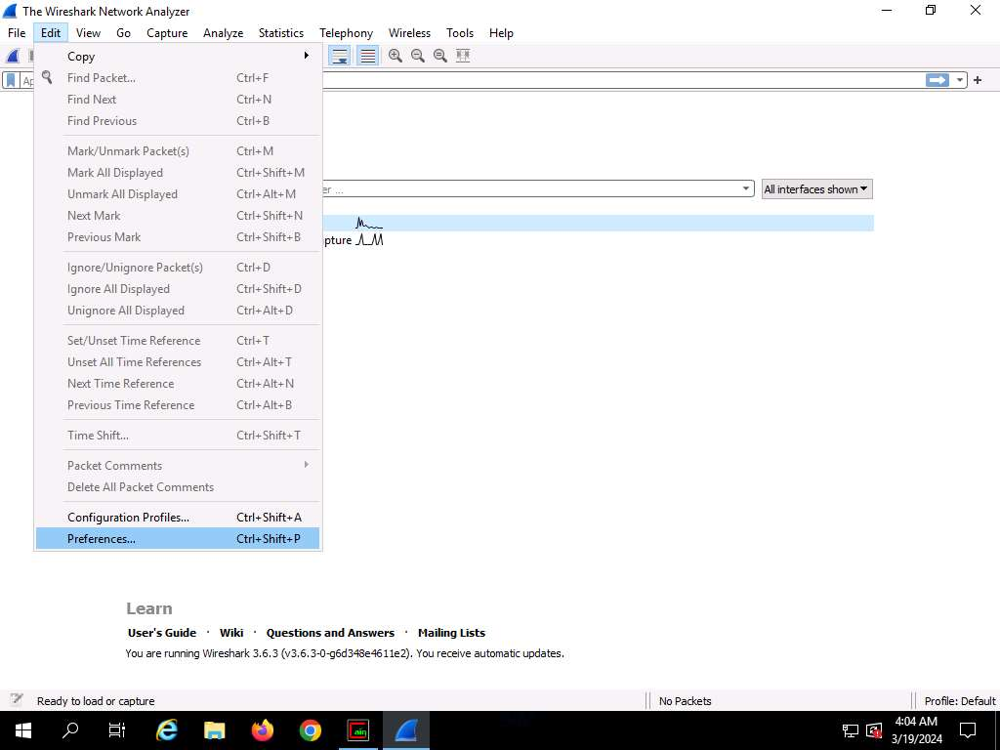 The Wireshark Network Analyzer
File Edit View Go Capture Analyze Statistics Telephony Wireless Tools Help
Copy
Find Packet... Ctrl+F
Find Next Ctrl+N
Find Previous Ctrl+B
Mark/Unmark Packet(s) Ctrl+M
Mark All Displayed Ctrl+Shift+M
Unmark All Displayed Ctrl+Alt+M
Next Mark Ctrl+Shift+N
Previous Mark Ctrl+Shift+B
Ignore/Unignore Packet(s) Ctrl+D
Ignore All Displayed Ctrl+Shift+D
Unignore All Displayed Ctrl+Alt+D
Set/Unset Time Reference Ctrl+T
Unset All Time References Ctrl+Alt+T
Next Time Reference Ctrl+Alt+N
Previous Time Reference Ctrl+Alt+B
Time Shift... Ctrl+Shift+T
Packet Comments
Delete All Packet Comments
Configuration Profiles... Ctrl+Shift+A
Preferences... Ctrl+Shift+P
All interfaces shown
Learn
User's Guide · Wiki · Questions and Answers · Mailing Lists
You are running Wireshark 3.6.3 (v3.6.3-0-g6d348e4611e2). You receive automatic updates.
Ready to load or capture No Packets Profile: Default
4:04 AM
3/19/2024